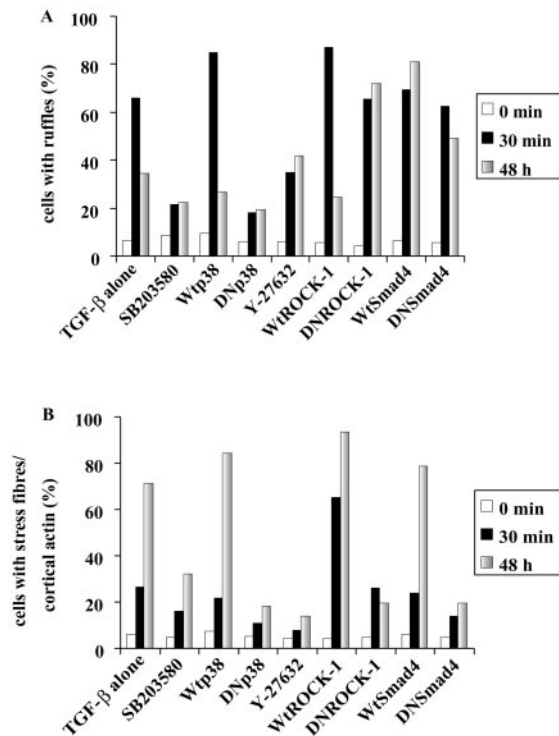 A
cells with ruffles (%)
100
80
60
40
20
0
0 min
30 min
48 h
TGF-β alone
SB203580
Wtp38
DNp38
Y-27632
WtROCK-1
DNROCK-1
WtSmad4
DNSmad4
B
cells with stress fibres/
cortical actin (%)
100
80
60
40
20
0
0 min
30 min
48 h
TGF-β alone
SB203580
Wtp38
DNp38
Y-27632
WtROCK-1
DNROCK-1
WtSmad4
DNSmad4